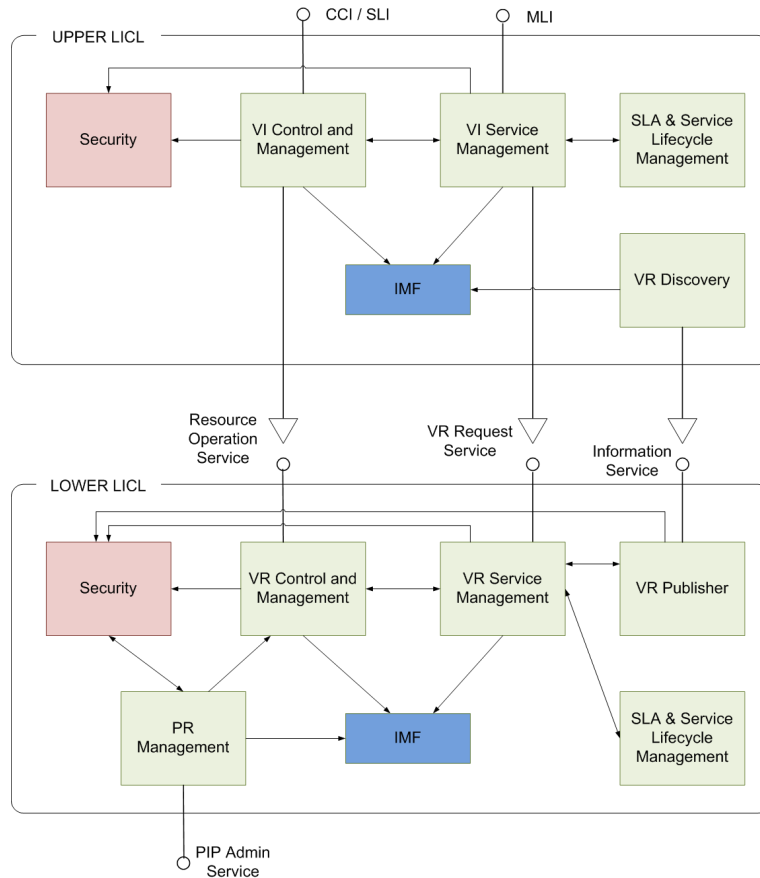 CCI / SLI
MLI
UPPER LICL
Security
VI Control and
Management
VI Service
Management
SLA & Service
Lifecycle
Management
IMF
VR Discovery
Resource
Operation
Service
VR Request
Service
Information
Service
LOWER LICL
Security
VR Control and
Management
VR Service
Management
VR Publisher
PR
Management
IMF
SLA & Service
Lifecycle
Management
PIP Admin
Service